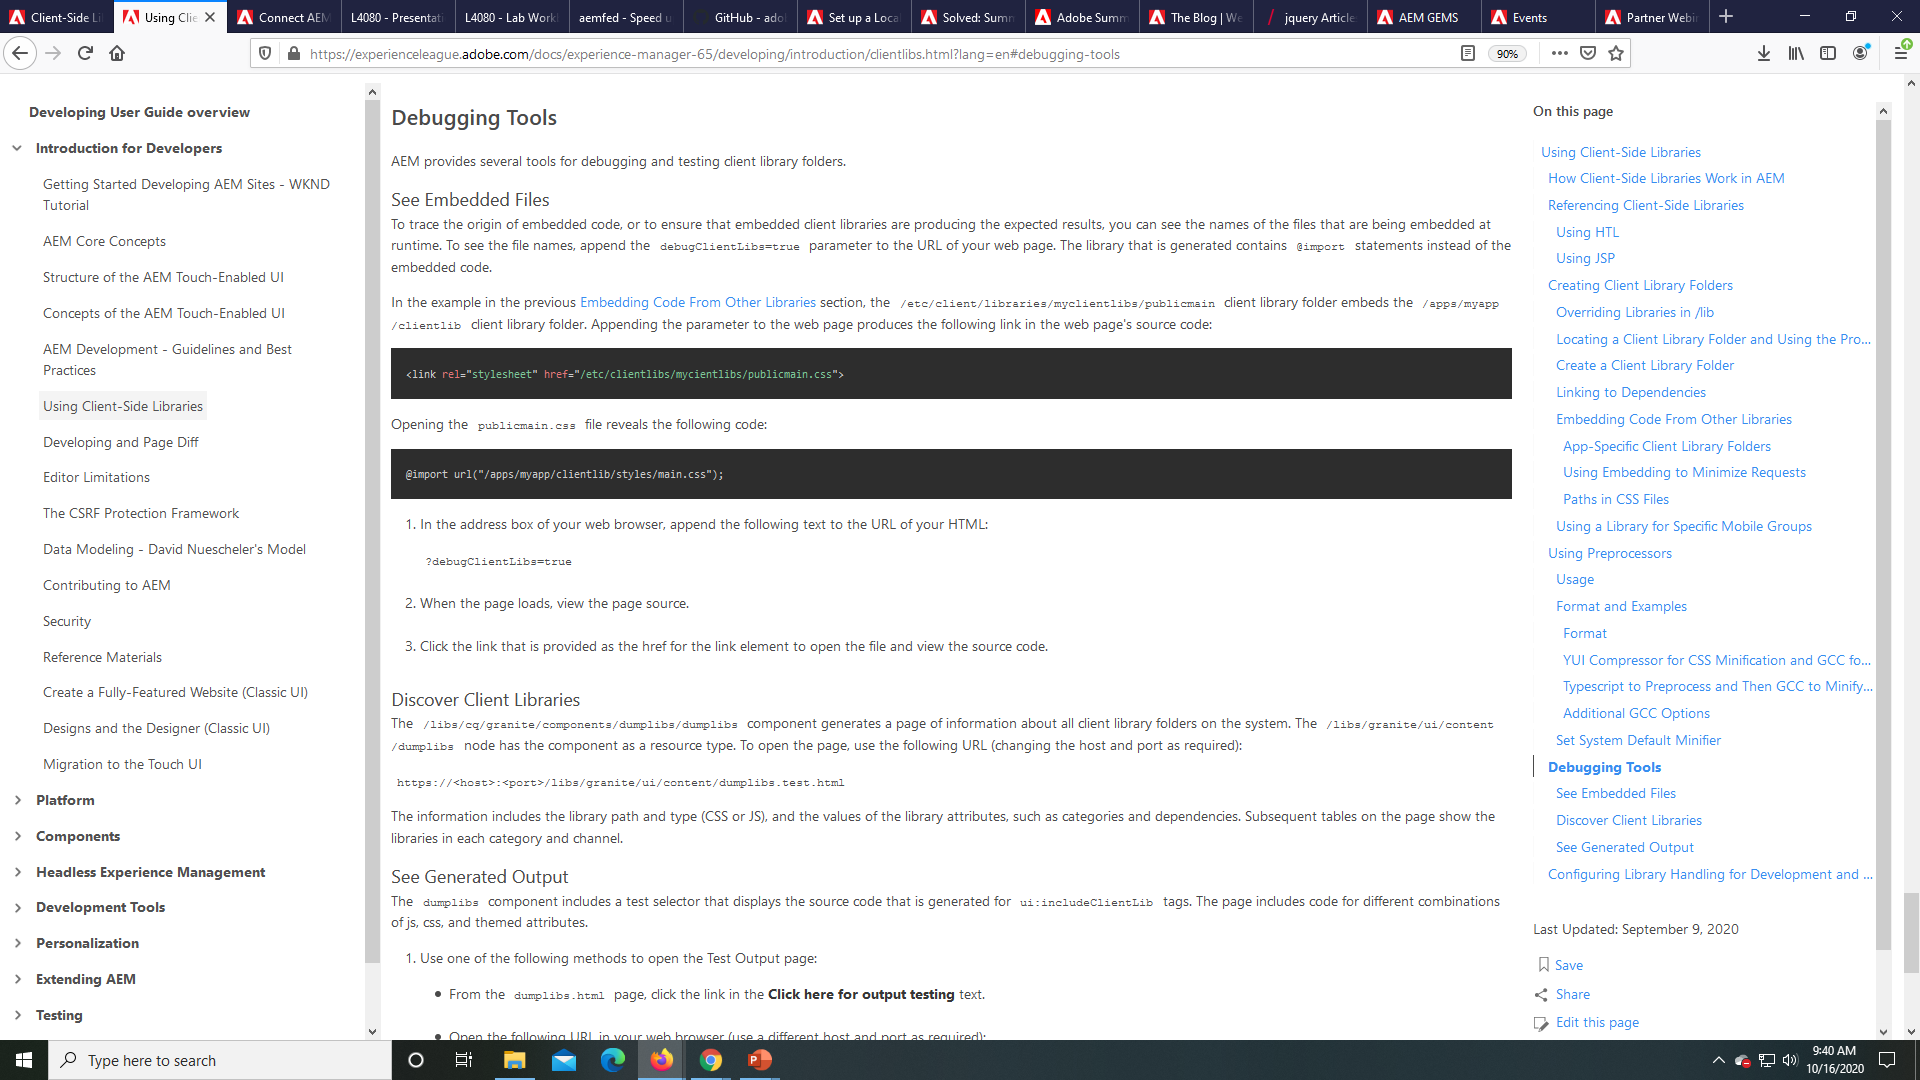 Client-Side Li
Using Clie
Connect AEM
L4080 - Presentati
L4080 - Lab Work
aemfed - Speed u
GitHub - ado
Set up a Loca
Solved: Sum
Adobe Summ
The Blog | We
jquery Article
AEM GEMS
Events
Partner Webin
https://experienceleague.adobe.com/docs/experience-manager-65/developing/introduction/clientlibs.html?lang=en#debugging-tools
90%
Developing User Guide overview
Introduction for Developers
Getting Started Developing AEM Sites - WKND
Tutorial
AEM Core Concepts
Structure of the AEM Touch-Enabled UI
Concepts of the AEM Touch-Enabled UI
AEM Development - Guidelines and Best
Practices
Using Client-Side Libraries
Developing and Page Diff
Editor Limitations
The CSRF Protection Framework
Data Modeling - David Nuescheler's Model
Contributing to AEM
Security
Reference Materials
Create a Fully-Featured Website (Classic UI)
Designs and the Designer (Classic UI)
Migration to the Touch UI
Platform
Components
Headless Experience Management
Development Tools
Personalization
Extending AEM
Testing
Debugging Tools
AEM provides several tools for debugging and testing client library folders.
See Embedded Files
To trace the origin of embedded code, or to ensure that embedded client libraries are producing the expected results, you can see the names of the files that are being embedded at
runtime. To see the file names, append the debugClientLibs=true parameter to the URL of your web page. The library that is generated contains @import statements instead of the
embedded code.
In the example in the previous Embedding Code From Other Libraries section, the /etc/client/libraries/myclientlibs/publicmain client library folder embeds the /apps/myapp
/clientlib client library folder. Appending the parameter to the web page produces the following link in the web page's source code:
<link rel="stylesheet" href="/etc/clientlibs/mycientlibs/publicmain.css">
Opening the publicmain.css file reveals the following code:
@import url("/apps/myapp/clientlib/styles/main.css");
1. In the address box of your web browser, append the following text to the URL of your HTML:
?debugClientLibs=true
2. When the page loads, view the page source.
3. Click the link that is provided as the href for the link element to open the file and view the source code.
Discover Client Libraries
The /libs/cq/granite/components/dumplibs/dumplibs component generates a page of information about all client library folders on the system. The /libs/granite/ui/content
/dumplibs node has the component as a resource type. To open the page, use the following URL (changing the host and port as required):
https://<host>:<port>/libs/granite/ui/content/dumplibs.test.html
The information includes the library path and type (CSS or JS), and the values of the library attributes, such as categories and dependencies. Subsequent tables on the page show the
libraries in each category and channel.
See Generated Output
The dumplibs component includes a test selector that displays the source code that is generated for ui:includeClientLib tags. The page includes code for different combinations
of js, css, and themed attributes.
1. Use one of the following methods to open the Test Output page:
• From the dumplibs.html page, click the link in the Click here for output testing text.
• Open the following URL in your web browser (use a different host and port as required):
On this page
Using Client-Side Libraries
How Client-Side Libraries Work in AEM
Referencing Client-Side Libraries
Using HTL
Using JSP
Creating Client Library Folders
Overriding Libraries in /lib
Locating a Client Library Folder and Using the Pro...
Create a Client Library Folder
Linking to Dependencies
Embedding Code From Other Libraries
App-Specific Client Library Folders
Using Embedding to Minimize Requests
Paths in CSS Files
Using a Library for Specific Mobile Groups
Using Preprocessors
Usage
Format and Examples
Format
YUI Compressor for CSS Minification and GCC fo...
Typescript to Preprocess and Then GCC to Minify...
Additional GCC Options
Set System Default Minifier
Debugging Tools
See Embedded Files
Discover Client Libraries
See Generated Output
Configuring Library Handling for Development and ...
Last Updated: September 9, 2020
Save
Share
Edit this page
Type here to search
9:40 AM
10/16/2020